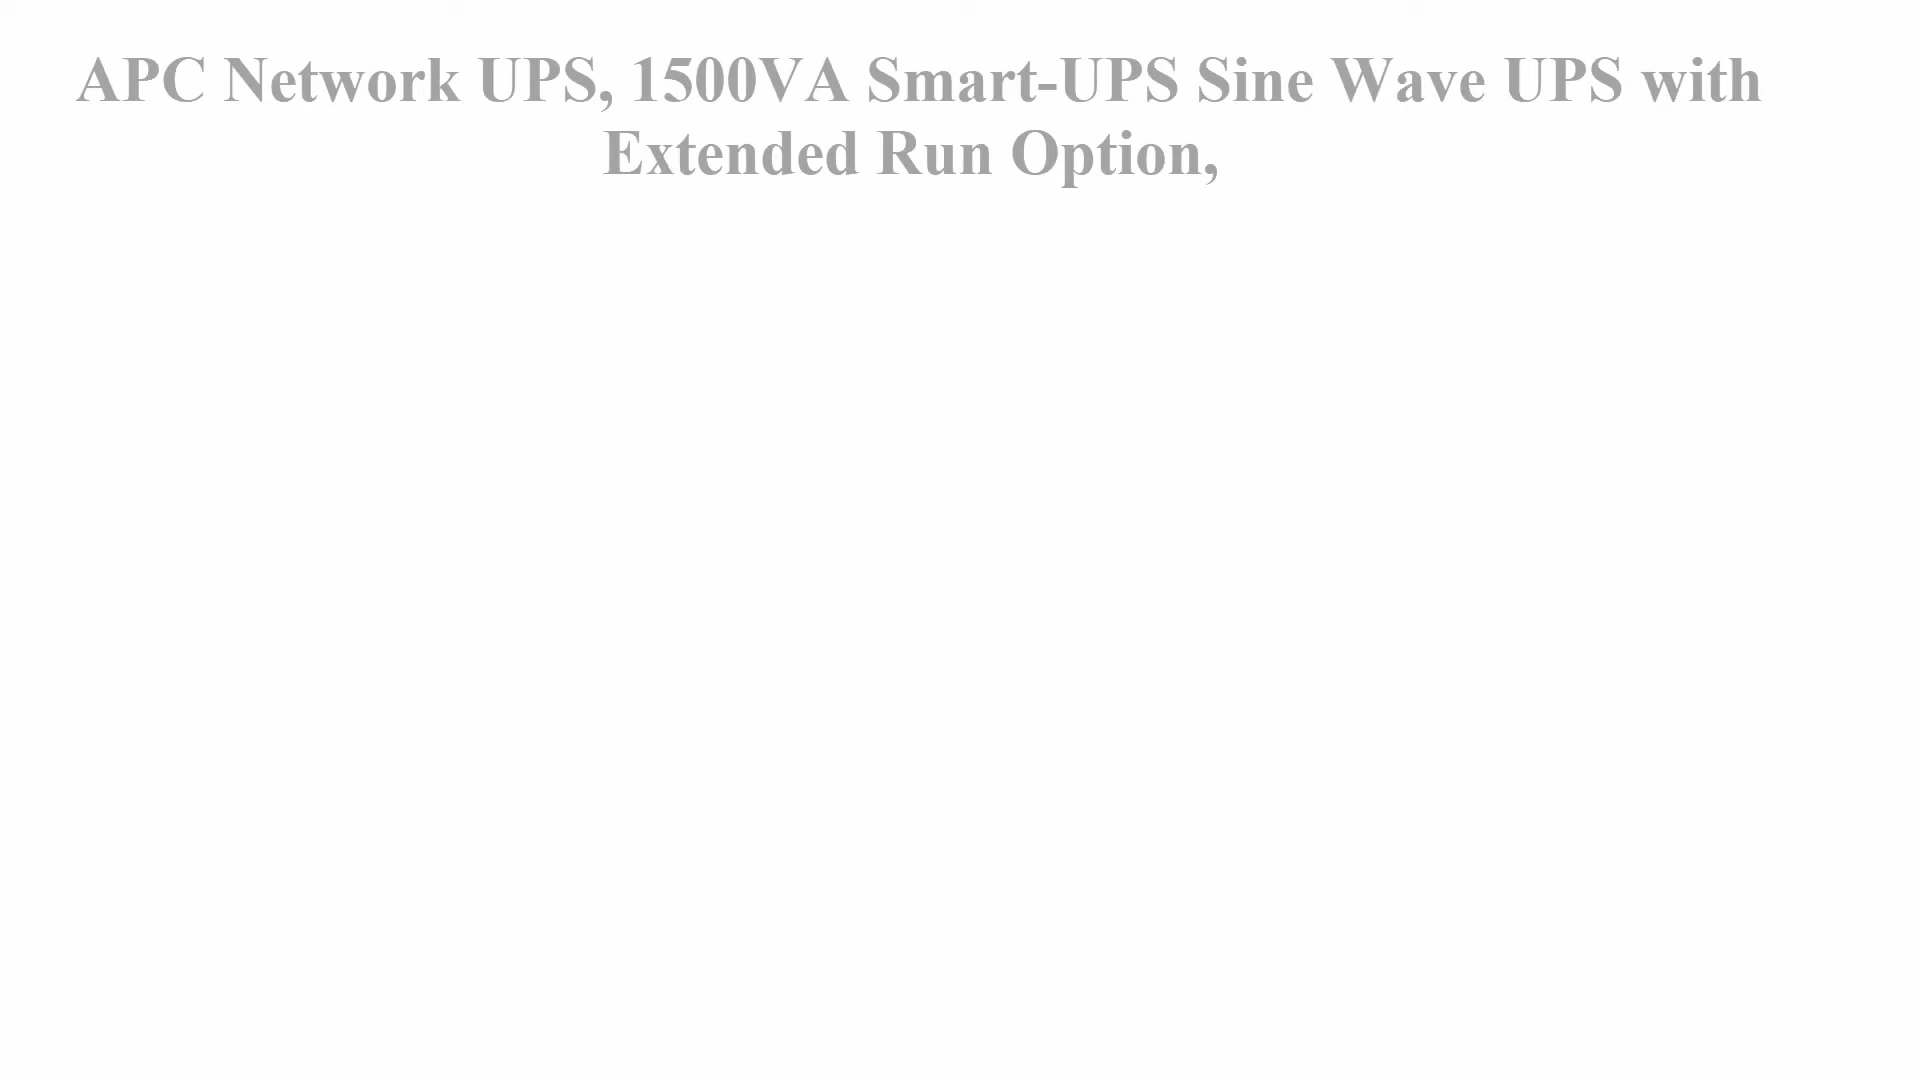 APC Network UPS, 1500VA Smart-UPS Sine Wave UPS with
Extended Run Option,